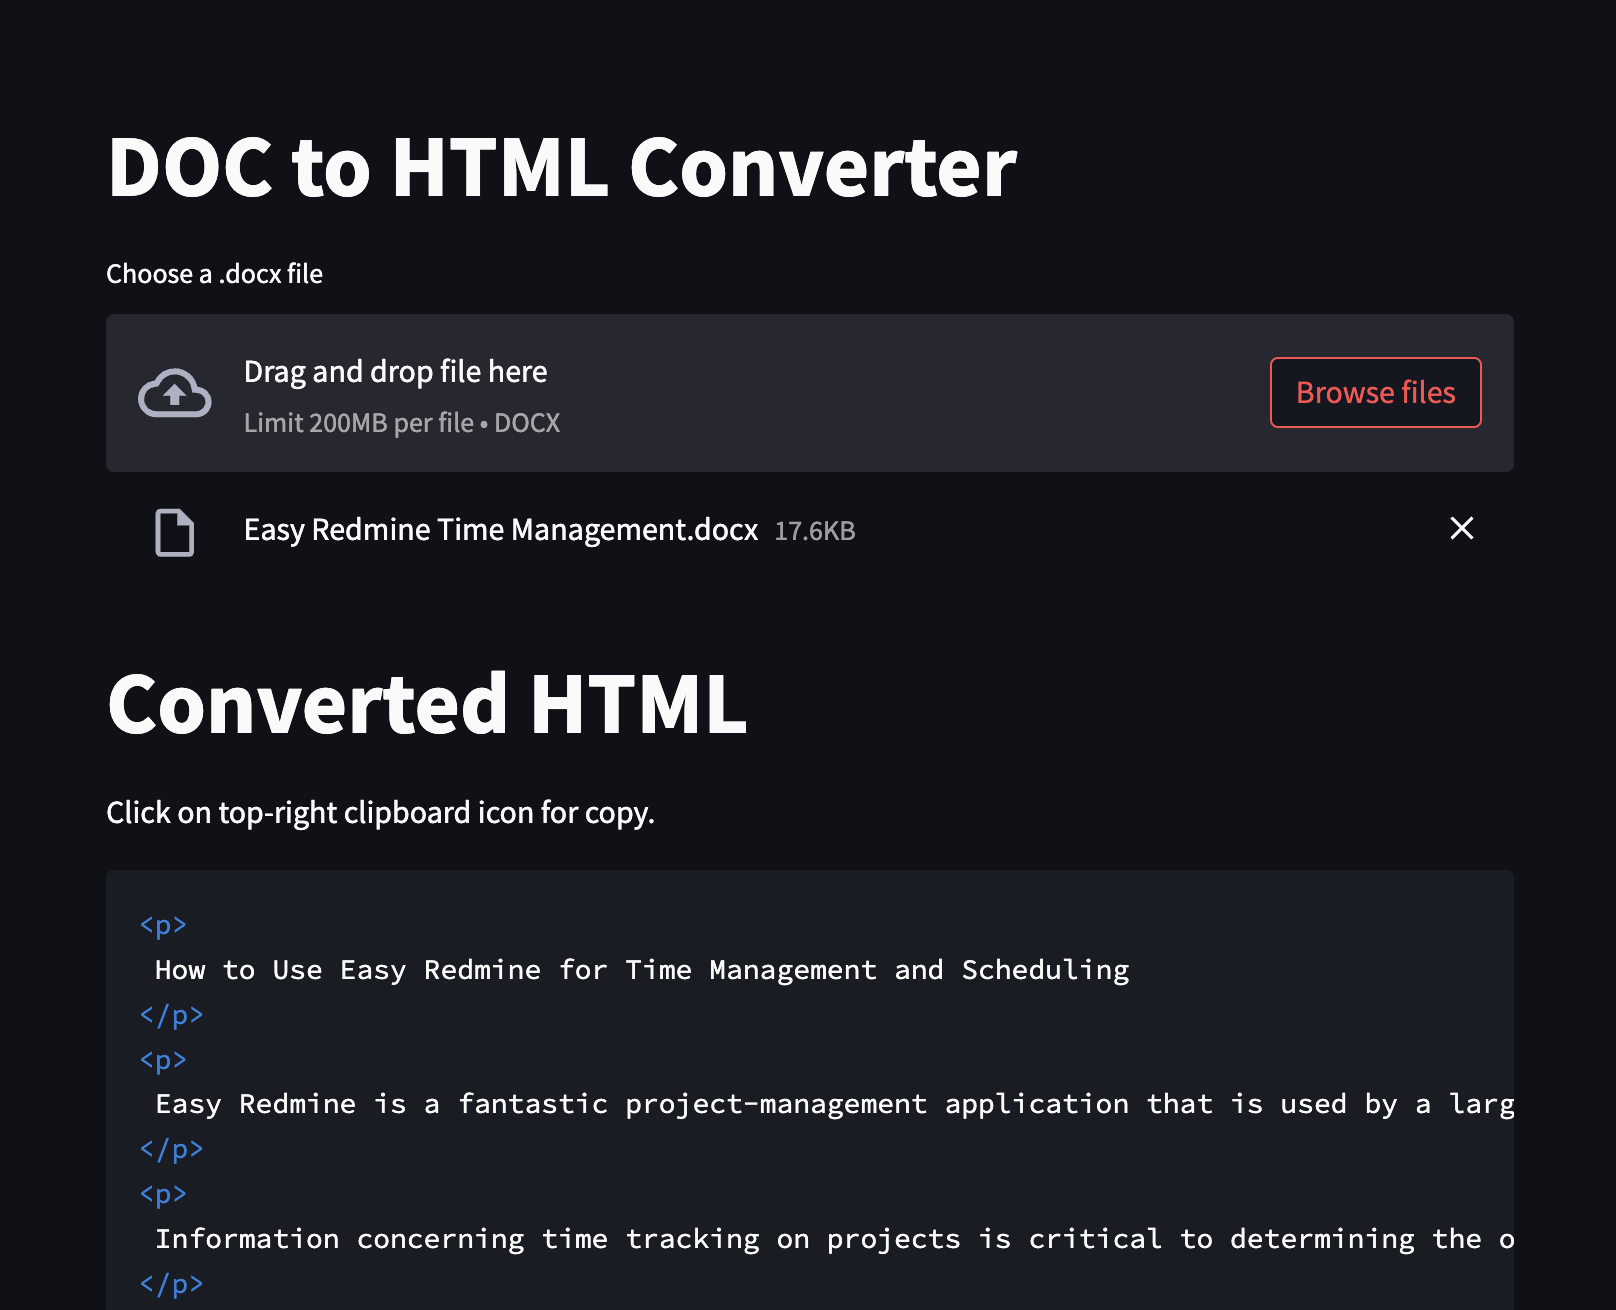 DOC to HTML Converter
Choose a .docx file
Drag and drop file here
Limit 200MB per file • DOCX
Browse files
Easy Redmine Time Management.docx 17.6KB
Converted HTML
Click on top-right clipboard icon for copy.
<p>
How to Use Easy Redmine for Time Management and Scheduling
</p>
<p>
Easy Redmine is a fantastic project-management application that is used by a larg
</p>
<p>
Information concerning time tracking on projects is critical to determining the o
</p>